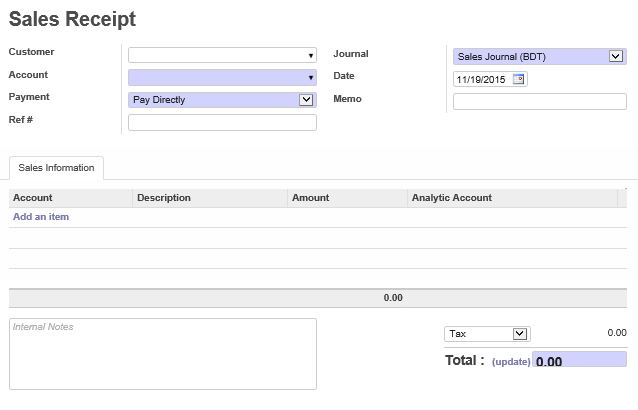 Sales Receipt
Customer
Journal
Sales Journal (BDT)
Account
Date
11/19/2015
Payment
Pay Directly
Memo
Ref #
Sales Information
Account Description Amount Analytic Account
Add an item
0.00
Internal Notes
Tax 0.00
Total : (update) 0.00